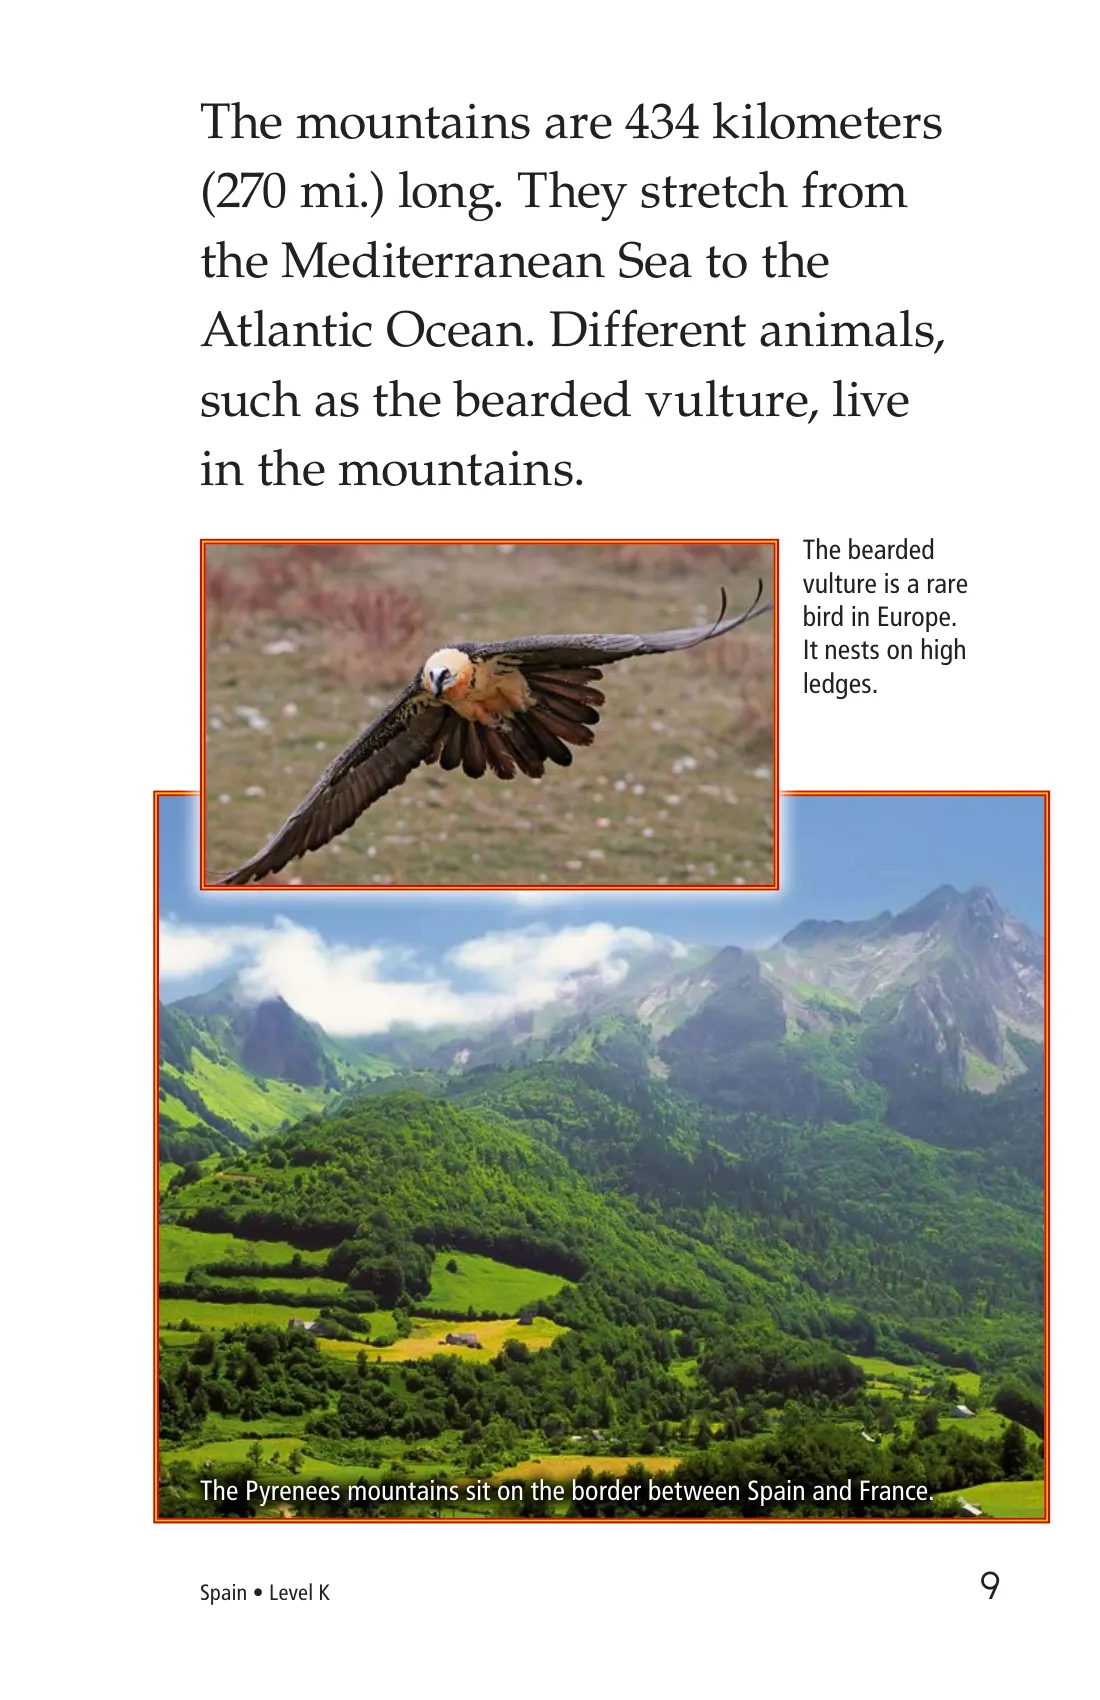 The mountains are 434 kilometers
(270 mi.) long. They stretch from
the Mediterranean Sea to the
Atlantic Ocean. Different animals,
such as the bearded vulture, live
in the mountains.
The bearded
vulture is a rare
bird in Europe.
It nests on high
ledges.
The Pyrenees mountains sit on the border between Spain and France.
Spain • Level K
9